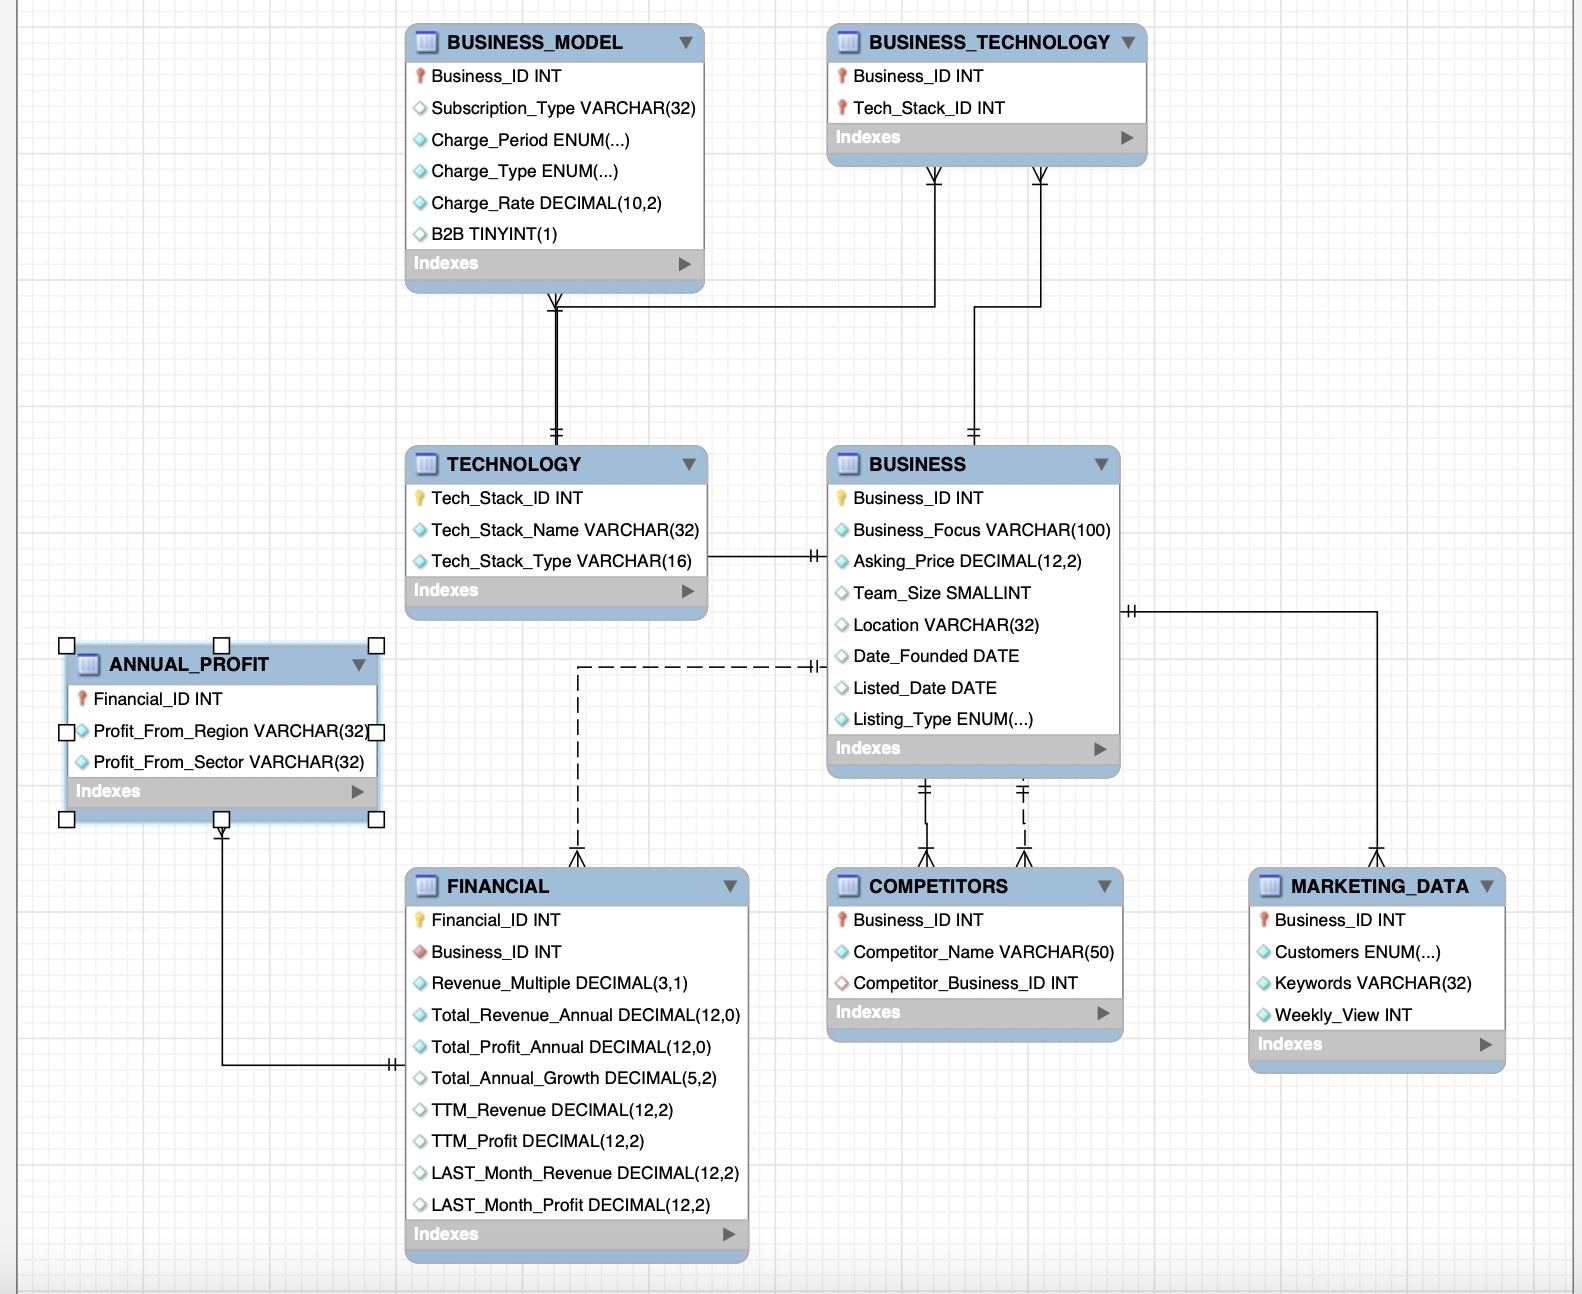 BUSINESS_MODEL
Business_ID INT
Subscription_Type VARCHAR(32)
Charge_Period ENUM(...)
Charge_Type ENUM(...)
Charge_Rate DECIMAL(10,2)
B2B TINYINT(1)
Indexes
BUSINESS_TECHNOLOGY
Business_ID INT
Tech_Stack_ID INT
Indexes
TECHNOLOGY
Tech_Stack_ID INT
Tech_Stack_Name VARCHAR(32)
Tech_Stack_Type VARCHAR(16)
Indexes
BUSINESS
Business_ID INT
Business_Focus VARCHAR(100)
Asking_Price DECIMAL(12,2)
Team_Size SMALLINT
Location VARCHAR(32)
Date_Founded DATE
Listed_Date DATE
Listing_Type ENUM(...)
Indexes
ANNUAL_PROFIT
Financial_ID INT
Profit_From_Region VARCHAR(32)
Profit_From_Sector VARCHAR(32)
Indexes
FINANCIAL
Financial_ID INT
Business_ID INT
Revenue_Multiple DECIMAL(3,1)
Total_Revenue_Annual DECIMAL(12,0)
Total_Profit_Annual DECIMAL(12,0)
Total_Annual_Growth DECIMAL(5,2)
TTM_Revenue DECIMAL(12,2)
TTM_Profit DECIMAL(12,2)
LAST_Month_Revenue DECIMAL(12,2)
LAST_Month_Profit DECIMAL(12,2)
Indexes
COMPETITORS
Business_ID INT
Competitor_Name VARCHAR(50)
Competitor_Business_ID INT
Indexes
MARKETING_DATA
Business_ID INT
Customers ENUM(...)
Keywords VARCHAR(32)
Weekly_View INT
Indexes